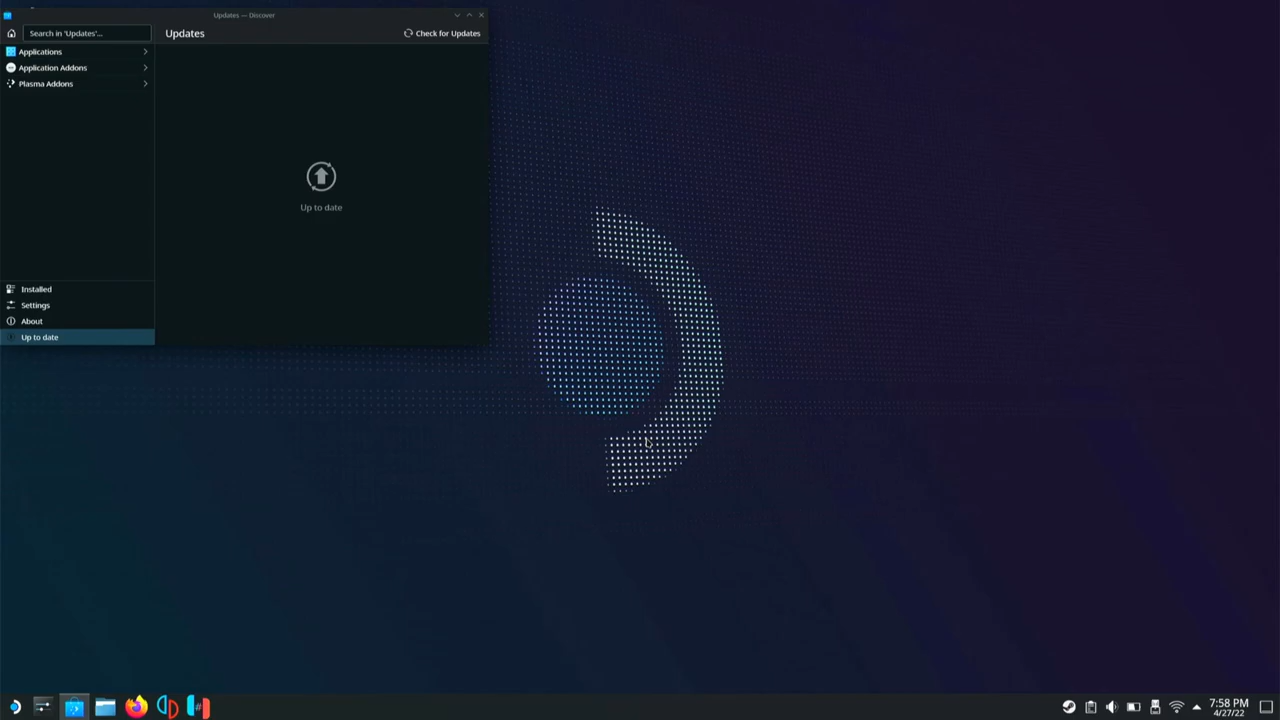 Updates — Discover
Search in 'Updates'...
Updates
Check for Updates
Applications
Application Addons
Plasma Addons
Up to date
Installed
Settings
About
Up to date
7:58 PM
4/27/22